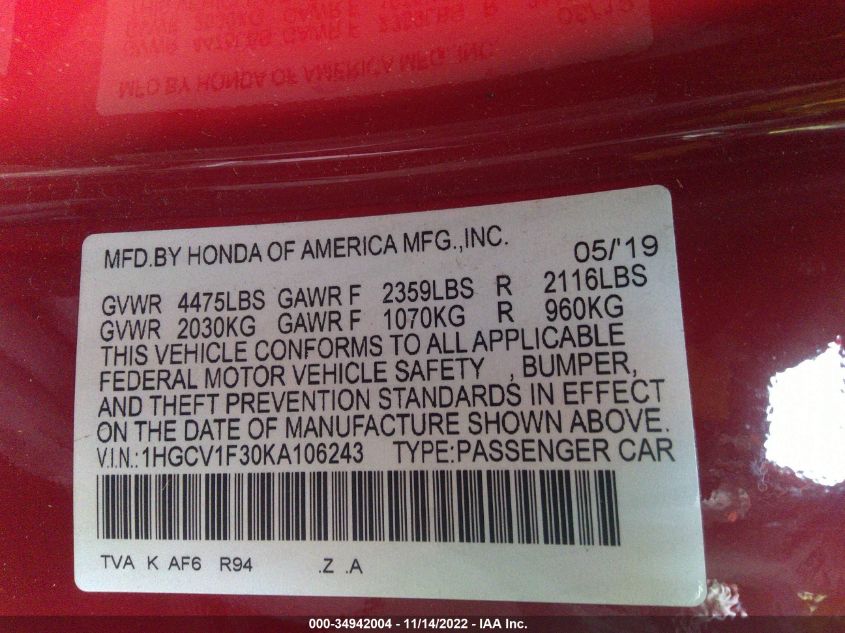 MFD.BY HONDA OF AMERICA MFG.,INC. 05/'19
GVWR 4475LBS GAWR F 2359LBS R 2116LBS
GVWR 2030KG GAWR F 1070KG R 960KG
THIS VEHICLE CONFORMS TO ALL APPLICABLE
FEDERAL MOTOR VEHICLE SAFETY , BUMPER,
AND THEFT PREVENTION STANDARDS IN EFFECT
ON THE DATE OF MANUFACTURE SHOWN ABOVE.
V.I.N.:1HGCV1F30KA106243 TYPE:PASSENGER CAR
TVA K AF6 R94 .Z .A
000-34942004 - 11/14/2022 - IAA Inc.